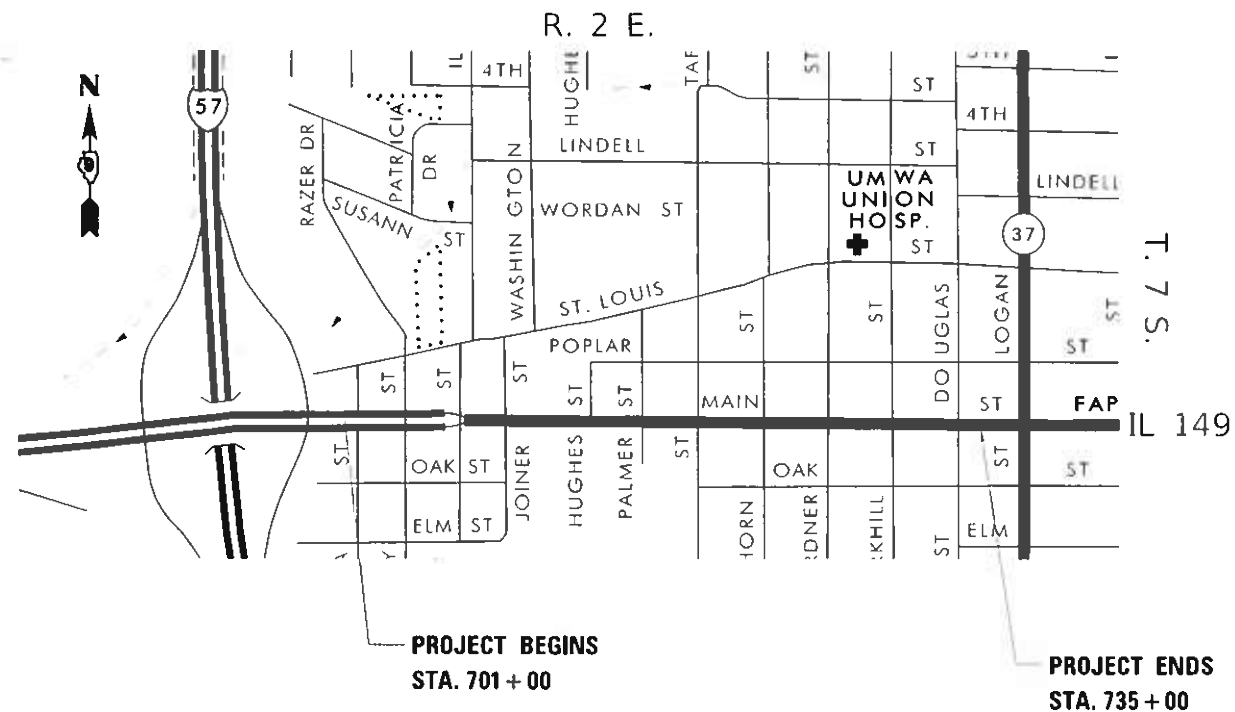 R. 2 E.
N
57
IL
4TH
ST
ST
4TH
PATRICIA
DR
RAZER DR
SUSANN
ST
LINDELL
ST
WASHINGTON
WORDAN ST
UMWA
UNION
HOSP.
ST
LINDELL
37
T. 7 S.
ST. LOUIS
POPLAR
ST
ST
DOUGLAS
LOGAN
ST
ST
ST
ST
ST
MAIN
ST
FAP
IL 149
ST
OAK ST
JOINER
ST
HUGHES ST
PALMER ST
ST
OAK
ST
ST
ELM ST
ST
ELM
PROJECT BEGINS
STA. 701+00
PROJECT ENDS
STA. 735+00